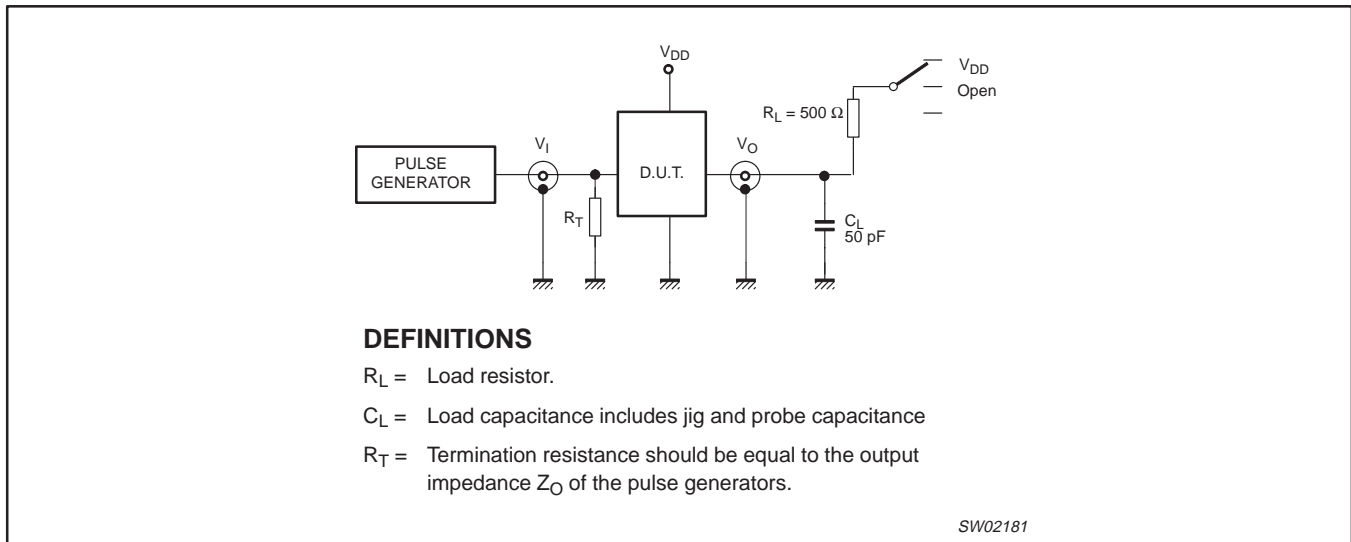 V_DD
V_DD
Open
R_L = 500 Ω
V_I
V_O
PULSE
GENERATOR
D.U.T.
R_T
C_L
50 pF
DEFINITIONS
R_L = Load resistor.
C_L = Load capacitance includes jig and probe capacitance
R_T = Termination resistance should be equal to the output
impedance Z_O of the pulse generators.
SW02181